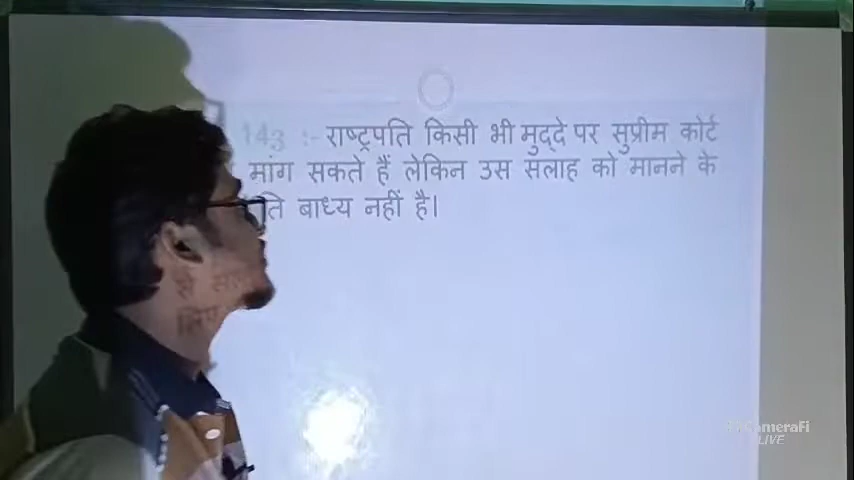 143 :- राष्ट्रपति किसी भी मुद्दे पर सुप्रीम कोर्ट
मांग सकते हैं लेकिन उस सलाह को मानने के
बाध्य नहीं है।
CameraFi
LIVE